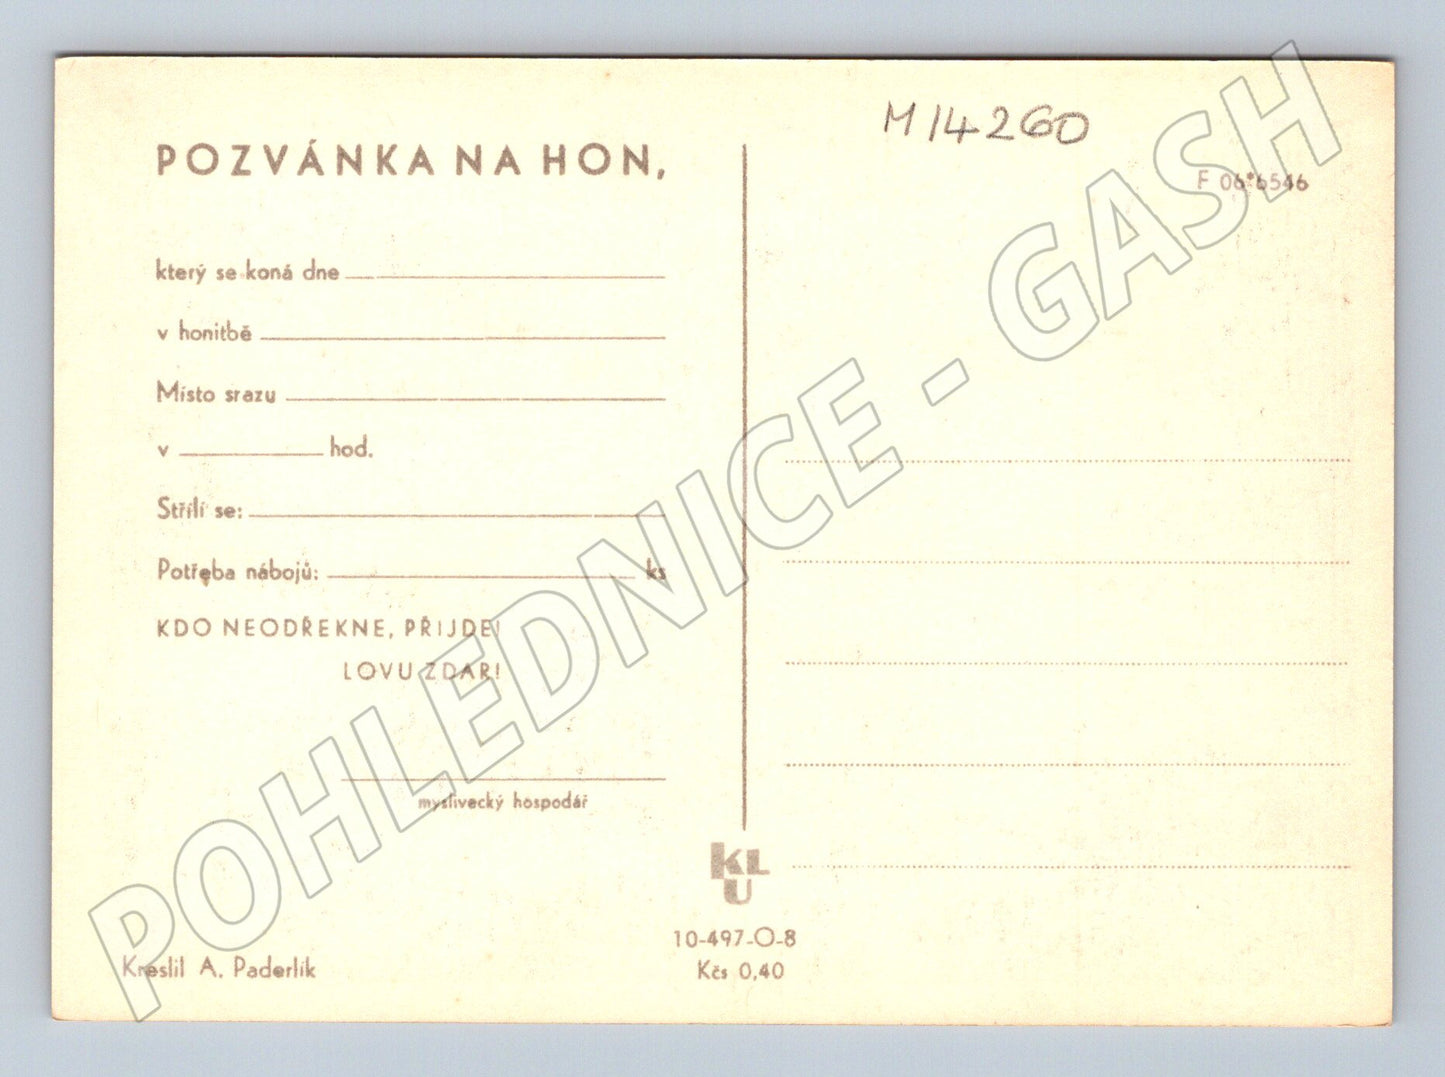 M14260
F 06*6546
POZVÁNKA NA HON,
který se koná dne
v honitbě
Místo srazu
v hod.
Střílí se:
Potřeba nábojů: ks
KDO NEODŘEKNE, PŘIJDE!
LOVU ZDAR!
myslivecký hospodář
KLU
10-497-O-8
Kčs 0,40
Kreslil A. Paderlík
POHLEDNICE - GASH